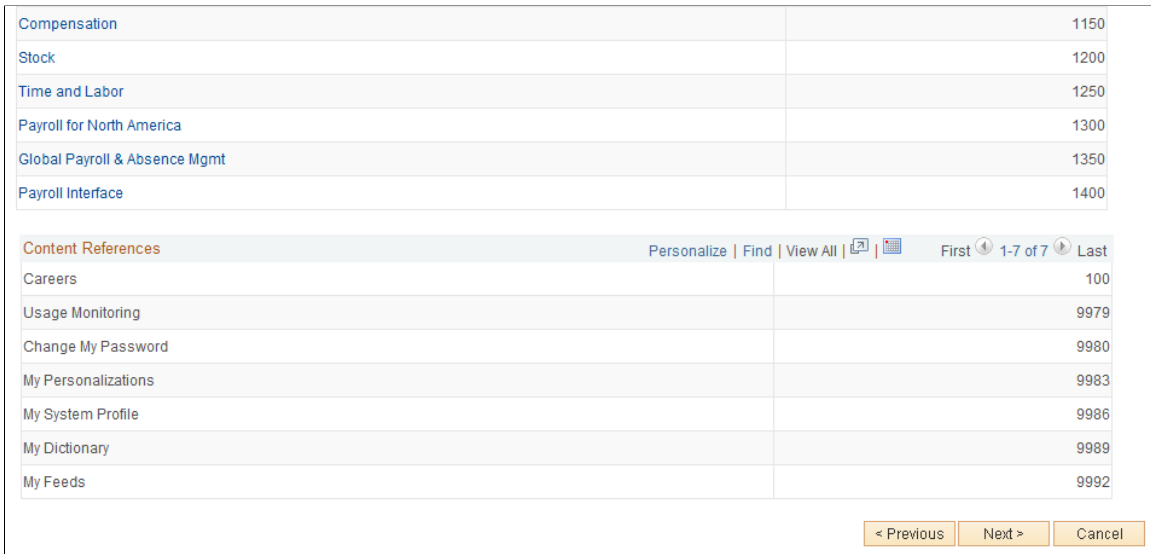 Compensation 1150
Stock 1200
Time and Labor 1250
Payroll for North America 1300
Global Payroll & Absence Mgmt 1350
Payroll Interface 1400
Content References Personalize | Find | View All | | First 1-7 of 7 Last
Careers 100
Usage Monitoring 9979
Change My Password 9980
My Personalizations 9983
My System Profile 9986
My Dictionary 9989
My Feeds 9992
< Previous Next > Cancel